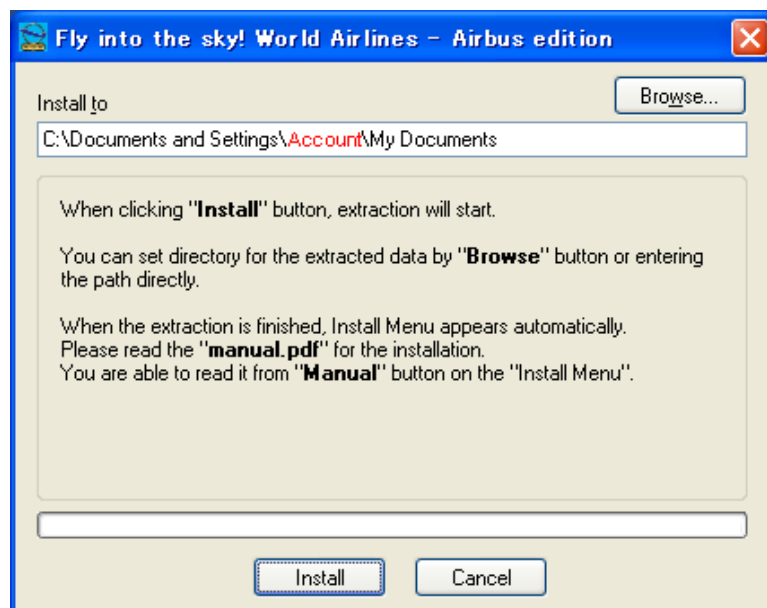 Fly into the sky! World Airlines - Airbus edition
Install to
Browse...
C:\Documents and Settings\Account\My Documents
When clicking "Install" button, extraction will start.
You can set directory for the extracted data by "Browse" button or entering
the path directly.
When the extraction is finished, Install Menu appears automatically.
Please read the "manual.pdf" for the installation.
You are able to read it from "Manual" button on the "Install Menu".
Install
Cancel